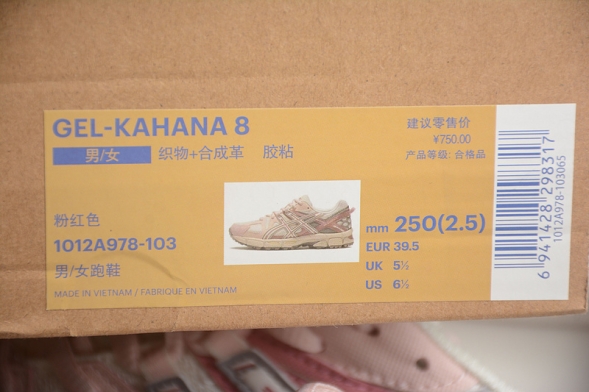 GEL-KAHANA 8
男/女 织物+合成革 胶粘
建议零售价
¥750.00
产品等级: 合格品
粉红色
1012A978-103
男/女跑鞋
MADE IN VIETNAM / FABRIQUE EN VIETNAM
mm 250(2.5)
EUR 39.5
UK 5½
US 6½
6 941428 298317
1012A978-103065